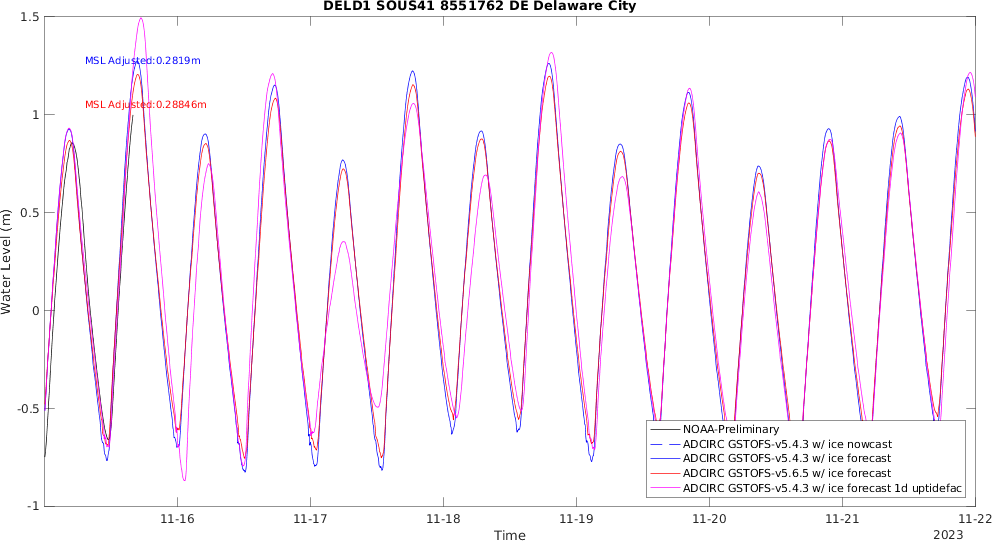 DELD1 SOUS41 8551762 DE Delaware City
MSL Adjusted:0.2819m
MSL Adjusted:0.28846m
Water Level (m)
1.5
1
0.5
0
-0.5
-1
NOAA-Preliminary
ADCIRC GSTOFS-v5.4.3 w/ ice nowcast
ADCIRC GSTOFS-v5.4.3 w/ ice forecast
ADCIRC GSTOFS-v5.6.5 w/ ice forecast
ADCIRC GSTOFS-v5.4.3 w/ ice forecast 1d uptidefac
11-16 11-17 11-18 11-19 11-20 11-21 11-22
Time
2023